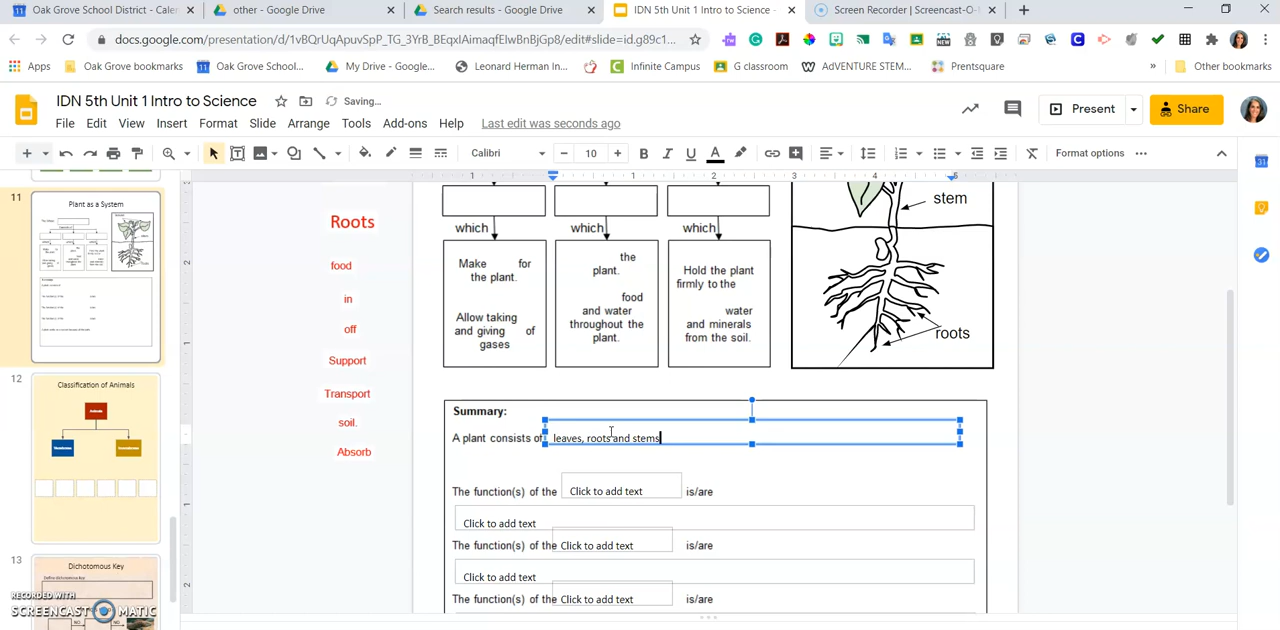 Oak Grove School District - Calen
other - Google Drive
Search results - Google Drive
IDN 5th Unit 1 Intro to Science -
Screen Recorder | Screencast-O-
docs.google.com/presentation/d/1vBQrUqApuvSpP_TG_3YrB_BEqxIAimaqfElwBnBjGp8/edit#slide=id.g89c1...
Apps
Oak Grove bookmarks
Oak Grove School...
My Drive - Google...
Leonard Herman In...
Infinite Campus
G classroom
AdVENTURE STEM...
Prentsquare
»
Other bookmarks
IDN 5th Unit 1 Intro to Science
Saving...
File Edit View Insert Format Slide Arrange Tools Add-ons Help Last edit was seconds ago
Present
Share
Calibri
10
Format options
11
Plant as a System
12
Classification of Animals
Animals
13
Dichotomous Key
Define dichotomous key
NO
NO
RECORDED WITH
SCREENCAST MATIC
Roots
food
in
off
Support
Transport
soil.
Absorb
which
which
which
Make for
the plant.
Allow taking
and giving of
gases
the
plant.
food
and water
throughout the
plant.
Hold the plant
firmly to the
water
and minerals
from the soil.
stem
roots
Summary:
A plant consists of leaves, roots and stems
The function(s) of the Click to add text is/are
Click to add text
The function(s) of the Click to add text is/are
Click to add text
The function(s) of the Click to add text is/are